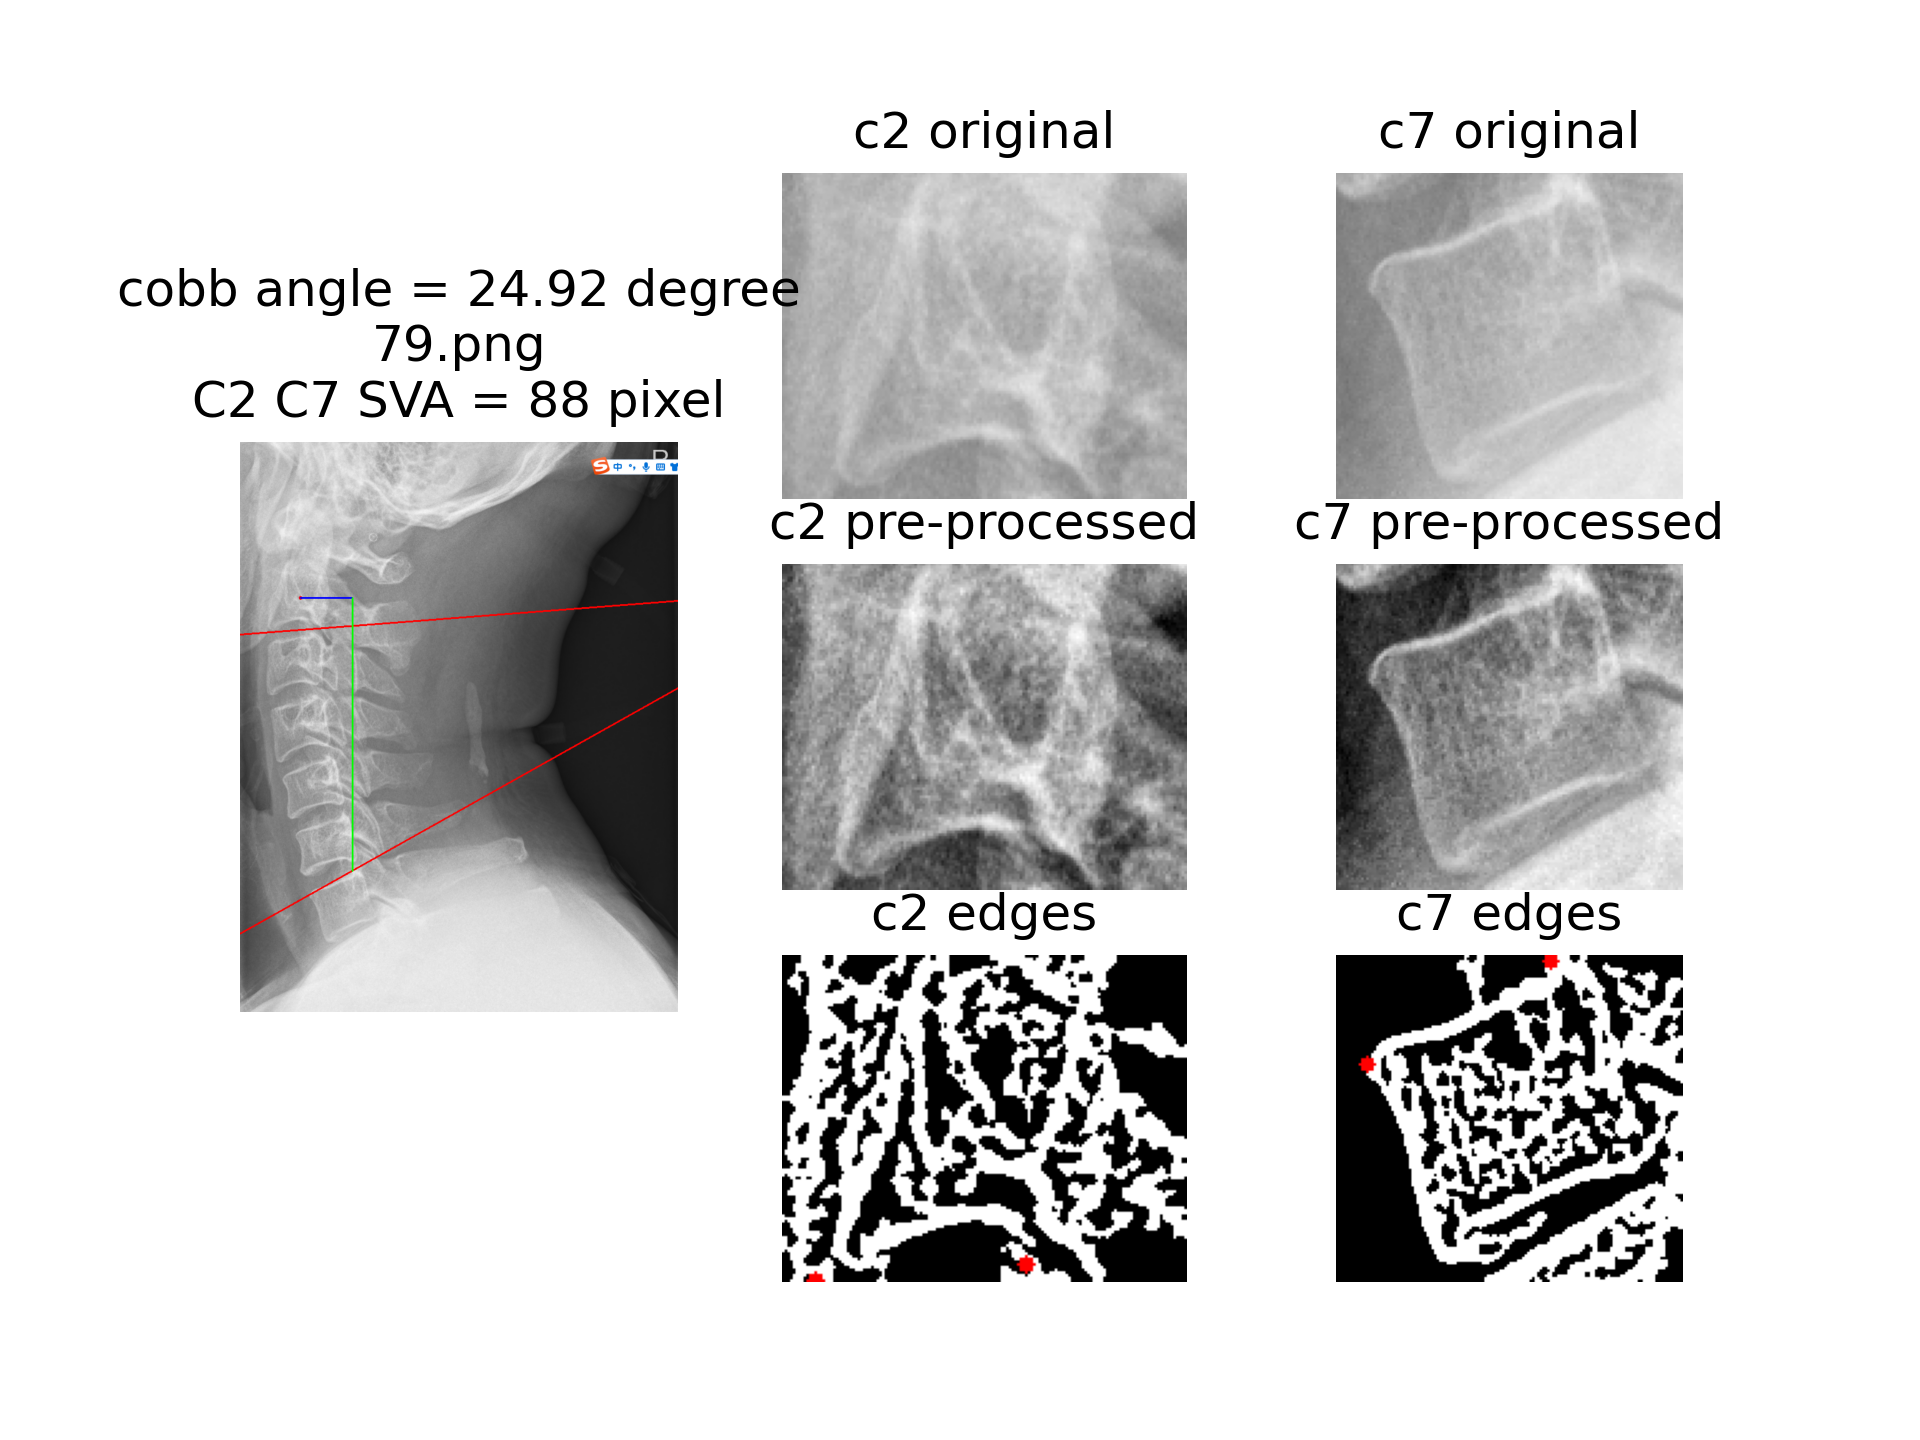 cobb angle = 24.92 degree
79.png
C2 C7 SVA = 88 pixel
中
c2 original
c7 original
c2 pre-processed
c7 pre-processed
c2 edges
c7 edges